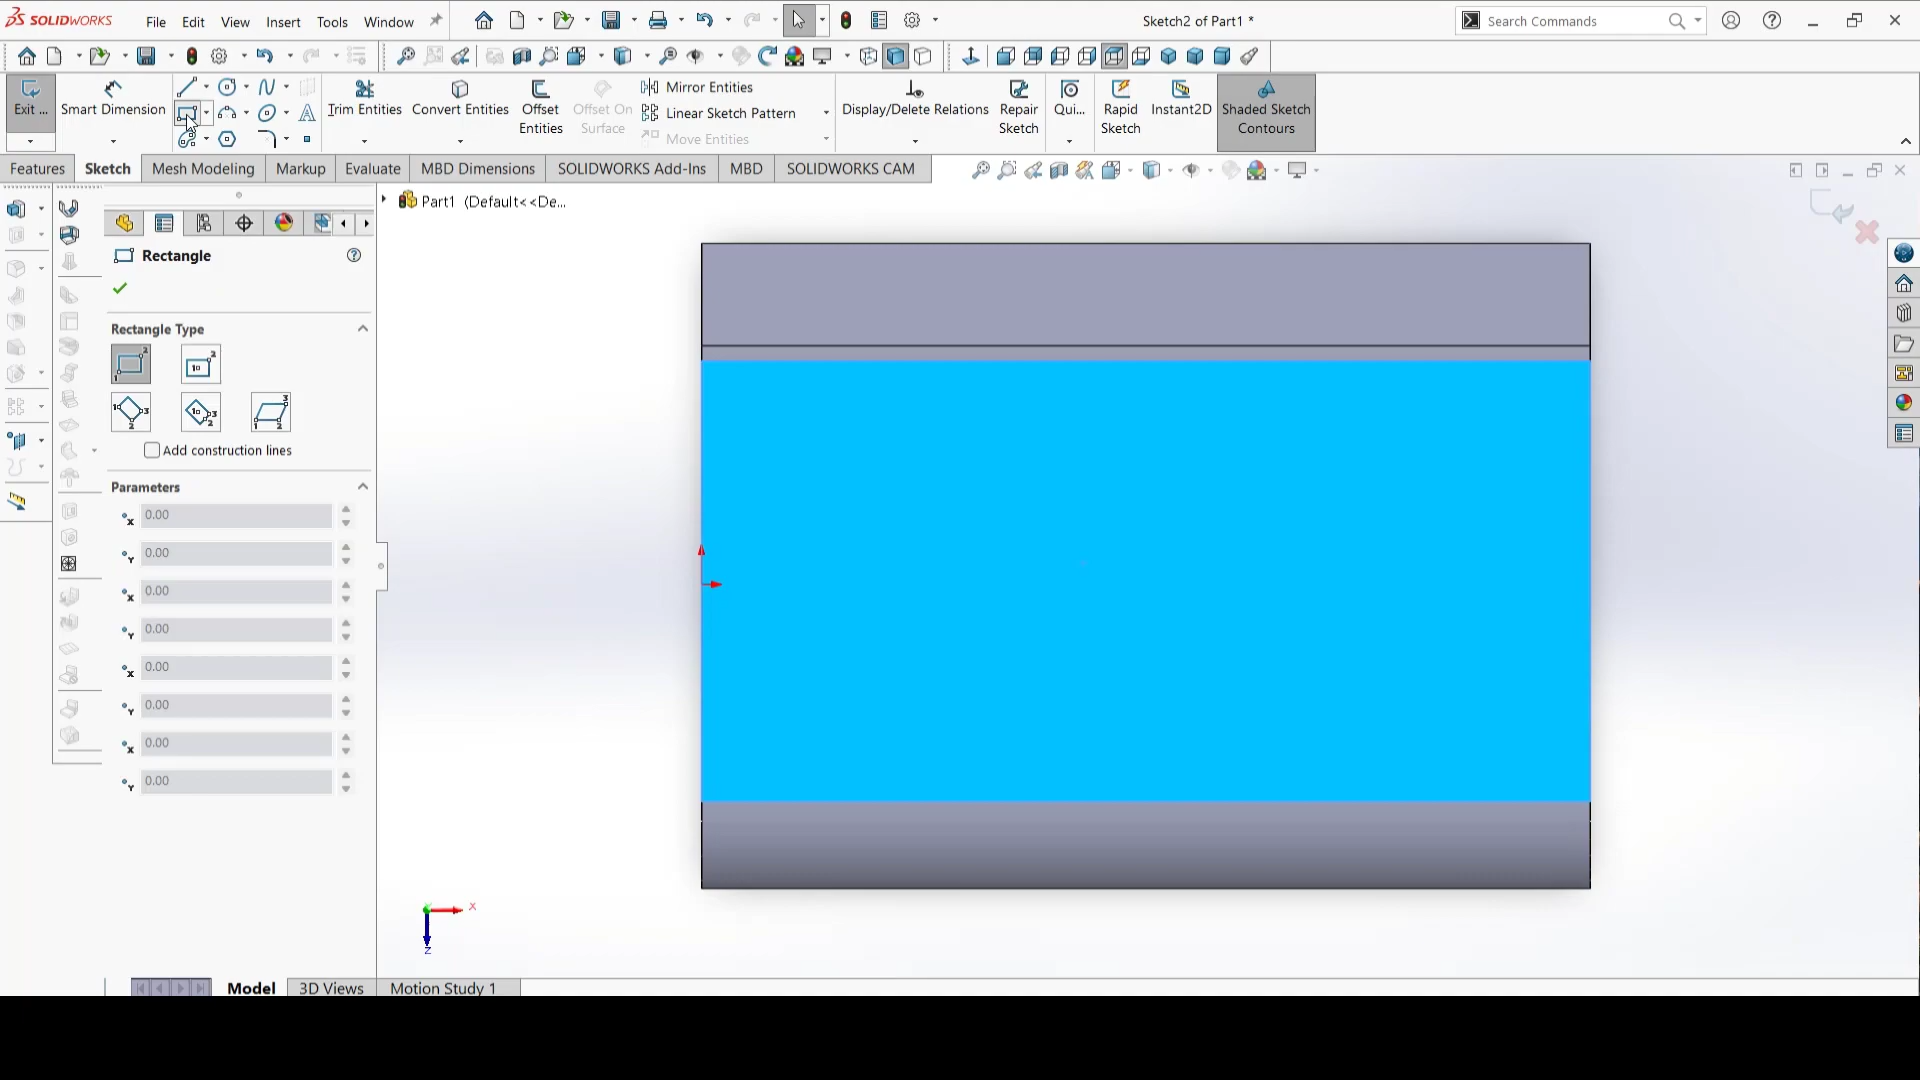 SOLIDWORKS
File Edit View Insert Tools Window
Sketch2 of Part1 *
Search Commands
Exit ...
Smart Dimension
Trim Entities
Convert Entities
Offset Entities
Offset On Surface
Mirror Entities
Linear Sketch Pattern
Move Entities
Display/Delete Relations
Repair Sketch
Qui...
Rapid Sketch
Instant2D
Shaded Sketch Contours
Features Sketch Mesh Modeling Markup Evaluate MBD Dimensions SOLIDWORKS Add-Ins MBD SOLIDWORKS CAM
Part1 (Default<<De...
Rectangle
Rectangle Type
Add construction lines
Parameters
x 0.00
Y 0.00
x 0.00
Y 0.00
x 0.00
Y 0.00
x 0.00
Y 0.00
X
Z
Model 3D Views Motion Study 1